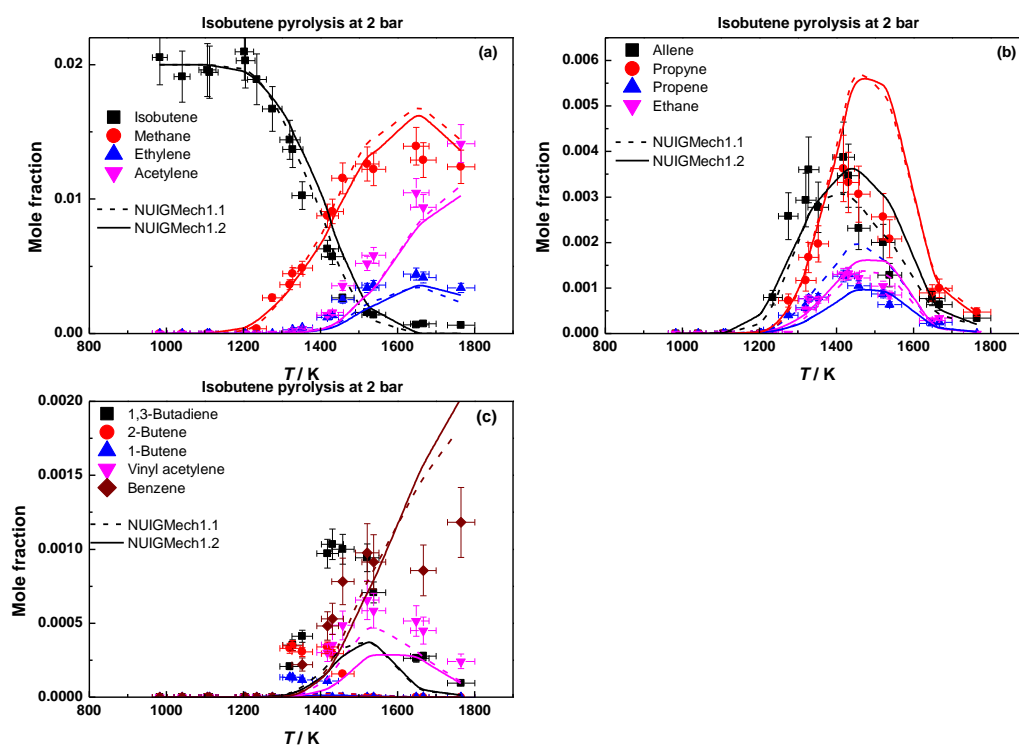 Isobutene pyrolysis at 2 bar
(a)
0.02
0.01
0.00
Mole fraction
Isobutene
Methane
Ethylene
Acetylene
NUIGMech1.1
NUIGMech1.2
800 1000 1200 1400 1600 1800
T / K
Isobutene pyrolysis at 2 bar
(b)
0.006
0.005
0.004
0.003
0.002
0.001
0.000
Mole fraction
Allene
Propyne
Propene
Ethane
NUIGMech1.1
NUIGMech1.2
800 1000 1200 1400 1600 1800
T / K
Isobutene pyrolysis at 2 bar
(c)
0.0020
0.0015
0.0010
0.0005
0.0000
Mole fraction
1,3-Butadiene
2-Butene
1-Butene
Vinyl acetylene
Benzene
NUIGMech1.1
NUIGMech1.2
800 1000 1200 1400 1600 1800
T / K